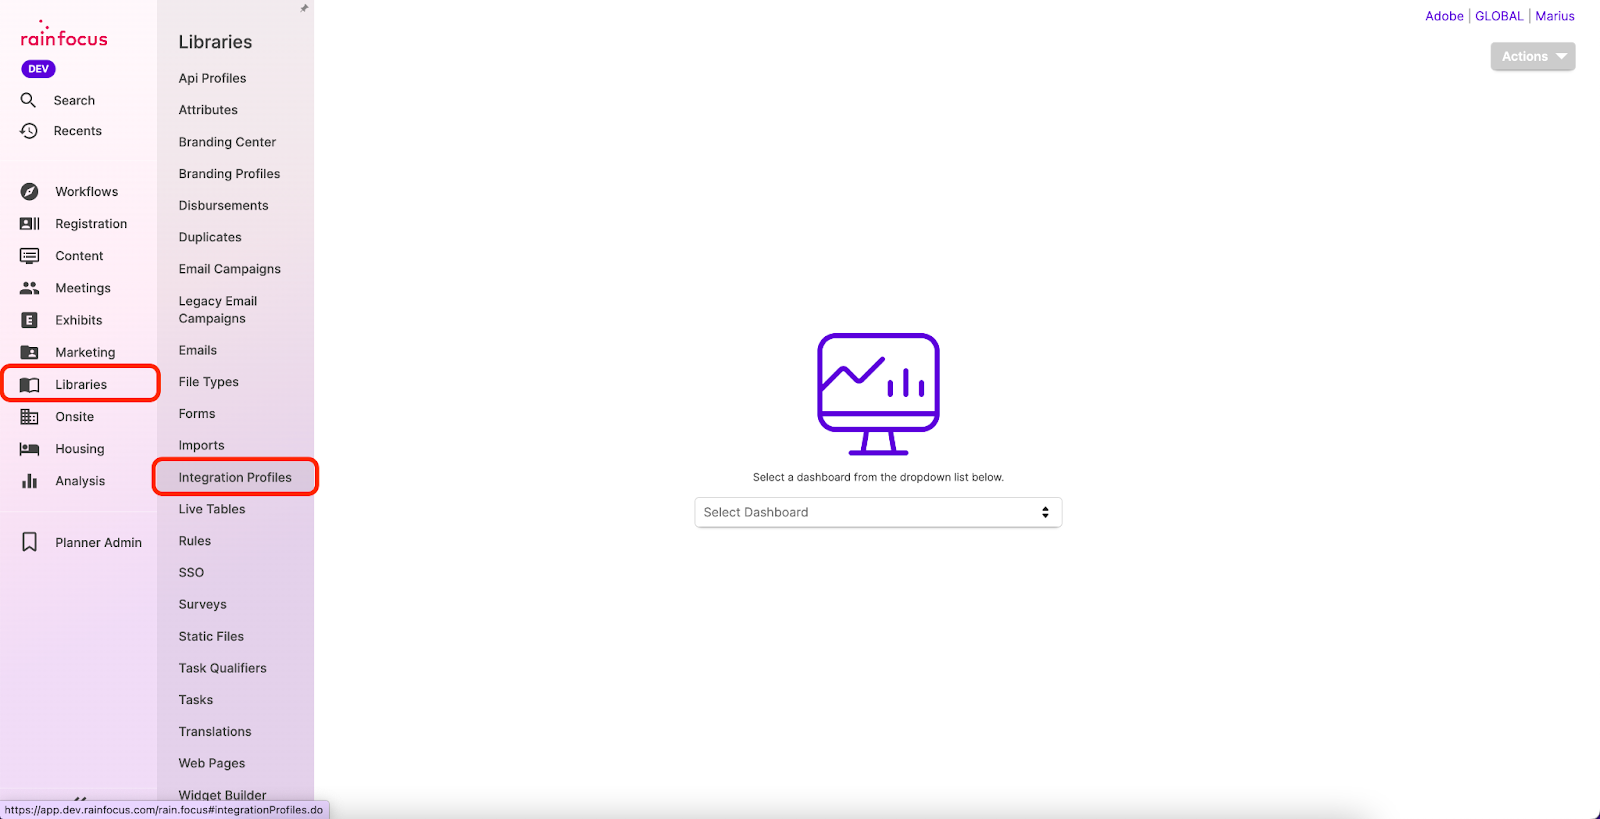 rainfocus
DEV
Search
Recents
Workflows
Registration
Content
Meetings
Exhibits
Marketing
Libraries
Onsite
Housing
Analysis
Planner Admin
Libraries
Api Profiles
Attributes
Branding Center
Branding Profiles
Disbursements
Duplicates
Email Campaigns
Legacy Email
Campaigns
Emails
File Types
Forms
Imports
Integration Profiles
Live Tables
Rules
SSO
Surveys
Static Files
Task Qualifiers
Tasks
Translations
Web Pages
Widget Builder
https://app.dev.rainfocus.com/rain.focus#integrationProfiles.do
Adobe | GLOBAL | Marius
Actions
Select a dashboard from the dropdown list below.
Select Dashboard